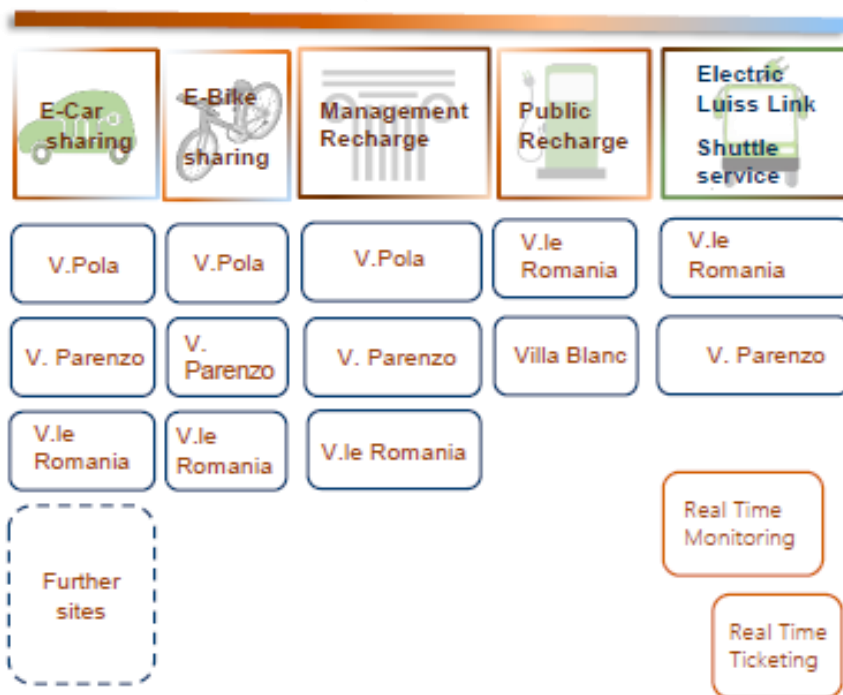 E-Car
sharing
E-Bike
sharing
Management
Recharge
Public
Recharge
Electric
Luiss Link
Shuttle
service
V.Pola
V.Pola
V.Pola
V.le
Romania
V.le
Romania
V. Parenzo
V.
Parenzo
V. Parenzo
Villa Blanc
V. Parenzo
V.le
Romania
V.le
Romania
V.le Romania
Further
sites
Real Time
Monitoring
Real Time
Ticketing